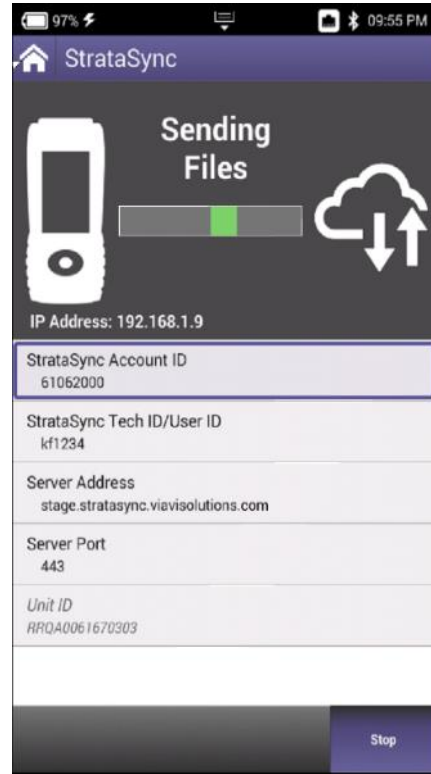 97% 09:55 PM
StrataSync
Sending
Files
IP Address: 192.168.1.9
StrataSync Account ID
61062000
StrataSync Tech ID/User ID
kf1234
Server Address
stage.stratasync.viavisolutions.com
Server Port
443
Unit ID
RRQA0061670303
Stop